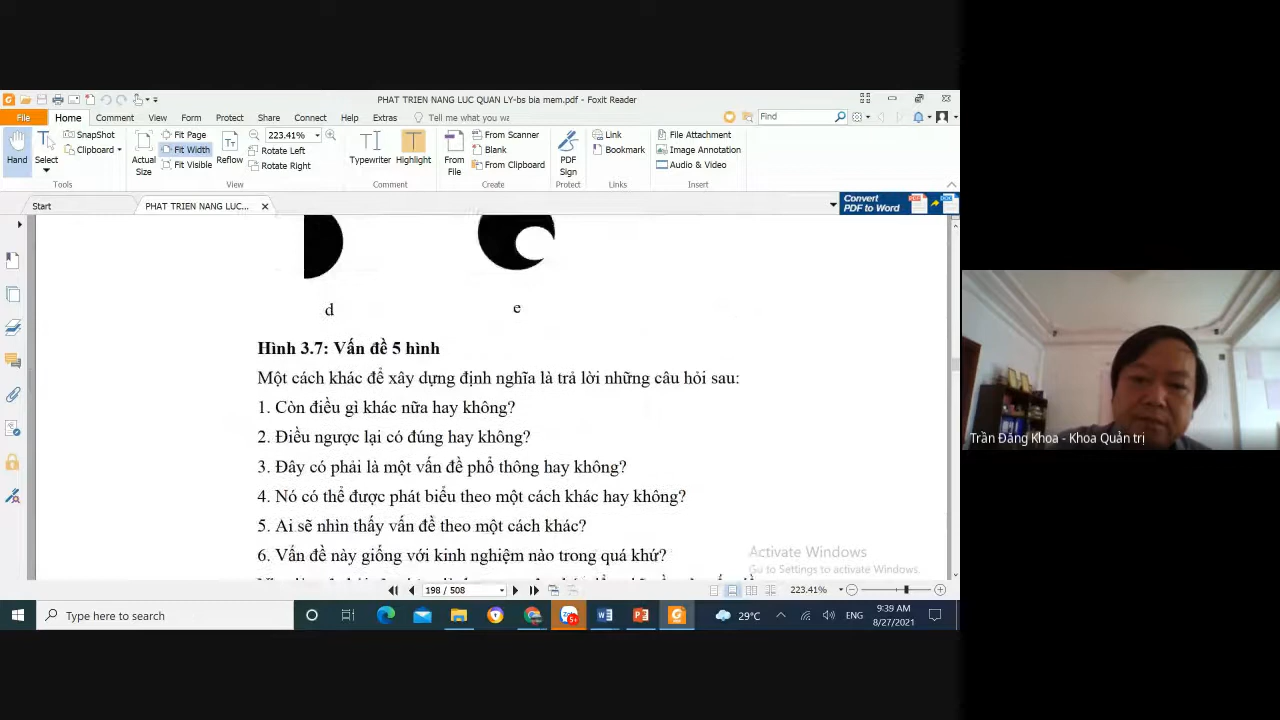 PHAT TRIEN NANG LUC QUAN LY-bs bia mem.pdf - Foxit Reader
File Home Comment View Form Protect Share Connect Help Extras Tell me what you wa Find
Hand
Select
SnapShot
Clipboard
Tools
Actual Size
Fit Page
Fit Width
Fit Visible
Reflow
223.41%
Rotate Left
Rotate Right
View
Typewriter
Highlight
Comment
From File
From Scanner
Blank
From Clipboard
Create
PDF Sign
Protect
Link
Bookmark
Links
File Attachment
Image Annotation
Audio & Video
Insert
Start
PHAT TRIEN NANG LUC...
Convert
PDF to Word
d e
Hình 3.7: Vấn đề 5 hình
Một cách khác để xây dựng định nghĩa là trả lời những câu hỏi sau:
1. Còn điều gì khác nữa hay không?
2. Điều ngược lại có đúng hay không?
3. Đây có phải là một vấn đề phổ thông hay không?
4. Nó có thể được phát biểu theo một cách khác hay không?
5. Ai sẽ nhìn thấy vấn đề theo một cách khác?
6. Vấn đề này giống với kinh nghiệm nào trong quá khứ?
Activate Windows
Go to Settings to activate Windows.
198 / 508
223.41%
Type here to search
29°C
ENG
9:39 AM
8/27/2021
Trần Đăng Khoa - Khoa Quản trị